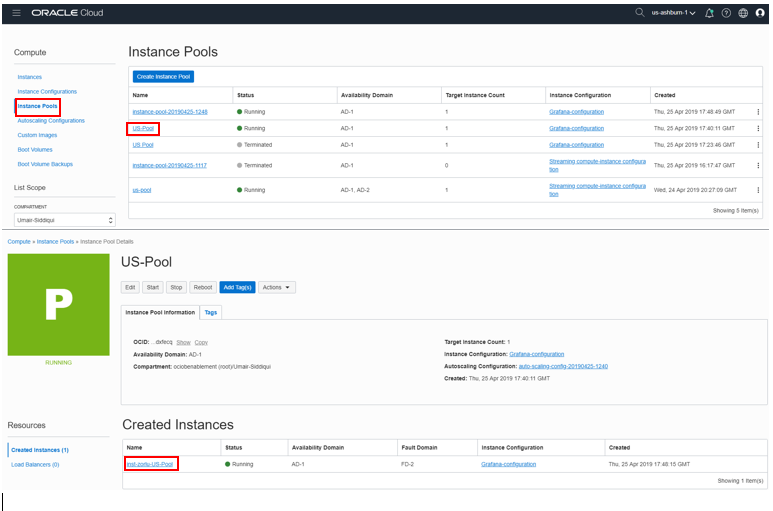 ORACLE Cloud
us-ashburn-1
Compute
Instances
Instance Configurations
Instance Pools
Autoscaling Configurations
Custom Images
Boot Volumes
Boot Volume Backups
List Scope
COMPARTMENT
Umair-Siddiqui
Instance Pools
Create Instance Pool
Name Status Availability Domain Target Instance Count Instance Configuration Created
instance-pool-20190425-1248 Running AD-1 1 Grafana-configuration Thu, 25 Apr 2019 17:48:49 GMT
US-Pool Running AD-1 1 Grafana-configuration Thu, 25 Apr 2019 17:40:11 GMT
US Pool Terminated AD-1 1 Grafana-configuration Thu, 25 Apr 2019 17:23:46 GMT
instance-pool-20190425-1117 Terminated AD-1 0 Streaming compute-instance configura
tion Thu, 25 Apr 2019 16:17:47 GMT
us-pool Running AD-1, AD-2 1 Streaming compute-instance configura
tion Wed, 24 Apr 2019 20:27:09 GMT
Showing 5 Item(s)
Compute » Instance Pools » Instance Pool Details
P
RUNNING
US-Pool
Edit Start Stop Reboot Add Tag(s) Actions
Instance Pool Information Tags
OCID: ...dxfecq Show Copy
Availability Domain: AD-1
Compartment: ociobenablement (root)/Umair-Siddiqui
Target Instance Count: 1
Instance Configuration: Grafana-configuration
Autoscaling Configuration: auto-scaling-config-20190425-1240
Created: Thu, 25 Apr 2019 17:40:11 GMT
Resources
Created Instances (1)
Load Balancers (0)
Created Instances
Name Status Availability Domain Fault Domain Instance Configuration Created
inst-zortu-US-Pool Running AD-1 FD-2 Grafana-configuration Thu, 25 Apr 2019 17:48:15 GMT
Showing 1 Item(s)